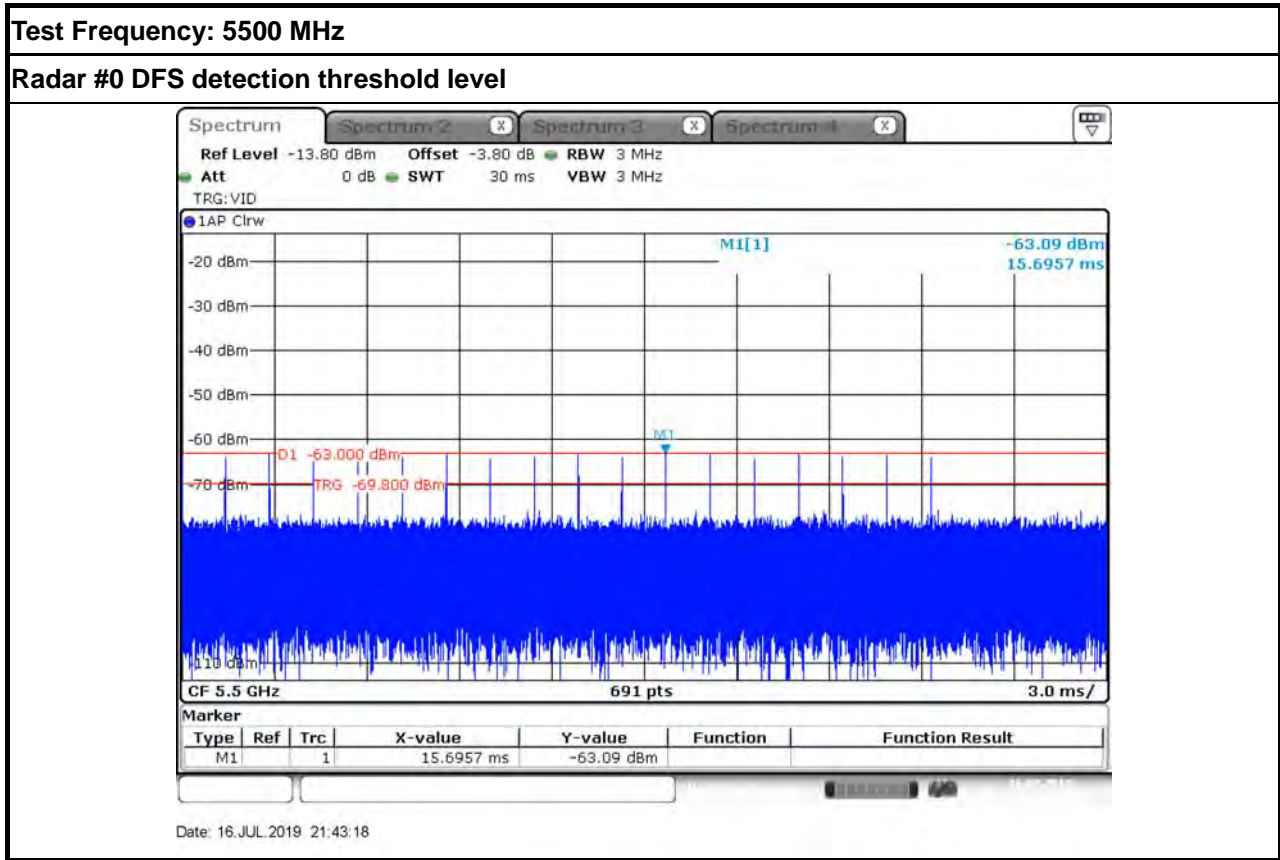 Test Frequency: 5500 MHz
Radar #0 DFS detection threshold level
Spectrum Spectrum 2 X Spectrum 3 X Spectrum 4 X
Ref Level -13.80 dBm Offset -3.80 dB RBW 3 MHz
Att 0 dB SWT 30 ms VBW 3 MHz
TRG:VID
1AP Clrw
M1[1] -63.09 dBm
15.6957 ms
-20 dBm
-30 dBm
-40 dBm
-50 dBm
-60 dBm
M1
D1 -63.000 dBm
-70 dBm
TRG -69.800 dBm
-110 dBm
CF 5.5 GHz 691 pts 3.0 ms/
Marker
Type Ref Trc X-value Y-value Function Function Result
M1 1 15.6957 ms -63.09 dBm
Date: 16.JUL.2019 21:43:18